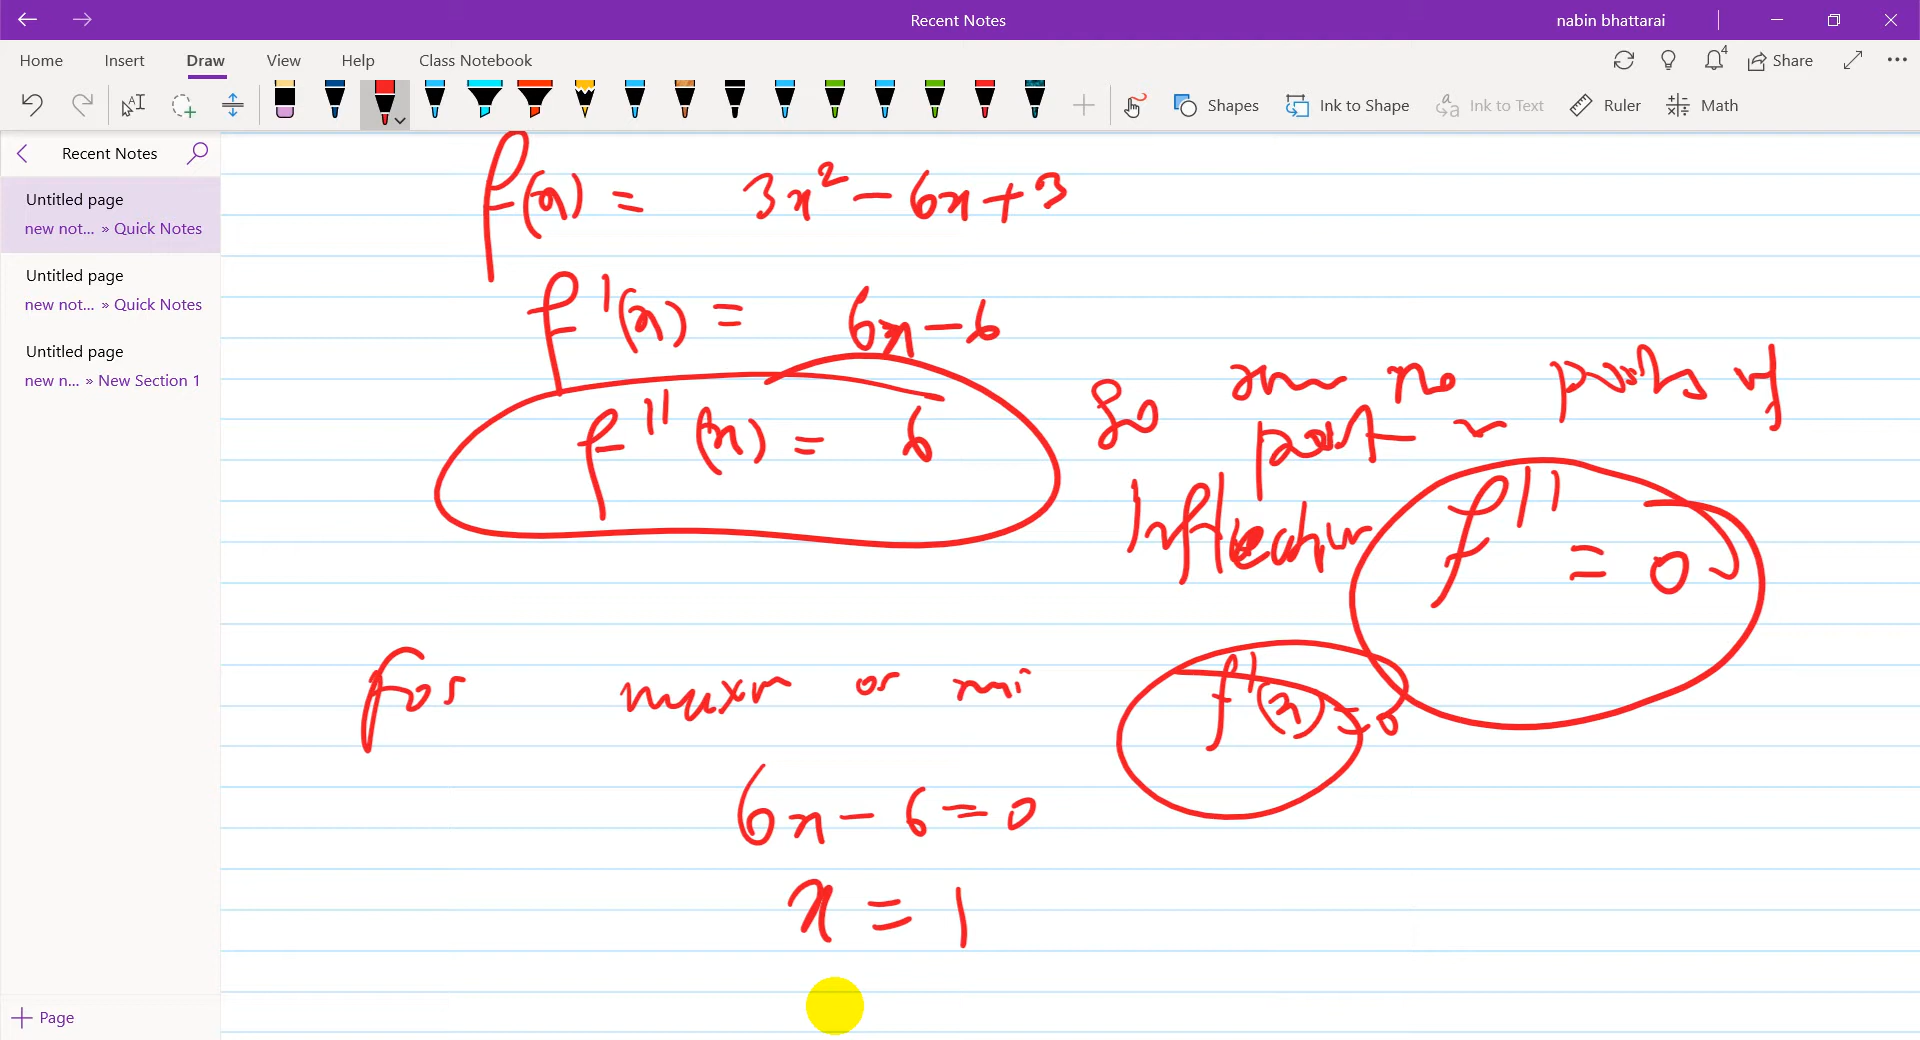 Recent Notes
nabin bhattarai
Home Insert Draw View Help Class Notebook
4
Share
Shapes Ink to Shape Ink to Text Ruler Math
Recent Notes
Untitled page
new not... » Quick Notes
Untitled page
new not... » Quick Notes
Untitled page
new n... » New Section 1
Page
f(x) = 3x² - 6x + 3
f'(x) = 6x - 6
f''(x) = 6
So no points of
point
Inflection
f'' = 0
for or f'(x) = 0
6x - 6 = 0
x = 1